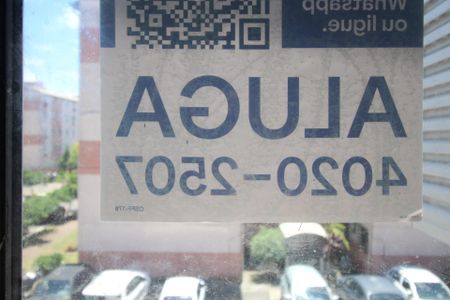 Whatsapp
ou ligue.
ALUGA
4020-2507